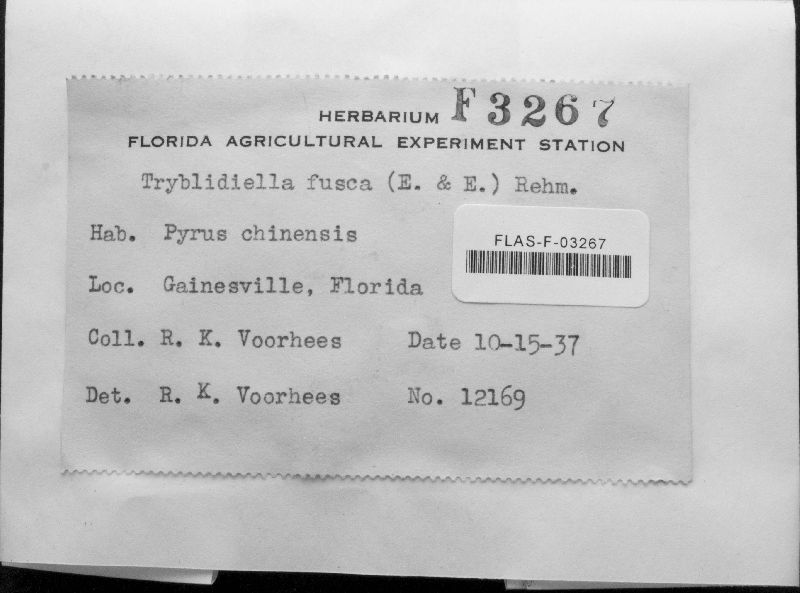 HERBARIUM F3267
FLORIDA AGRICULTURAL EXPERIMENT STATION
Tryblidiella fusca (E. & E.) Rehm.
Hab. Pyrus chinensis
FLAS-F-03267
Loc. Gainesville, Florida
Coll. R. K. Voorhees Date 10-15-37
Det. R. K. Voorhees No. 12169